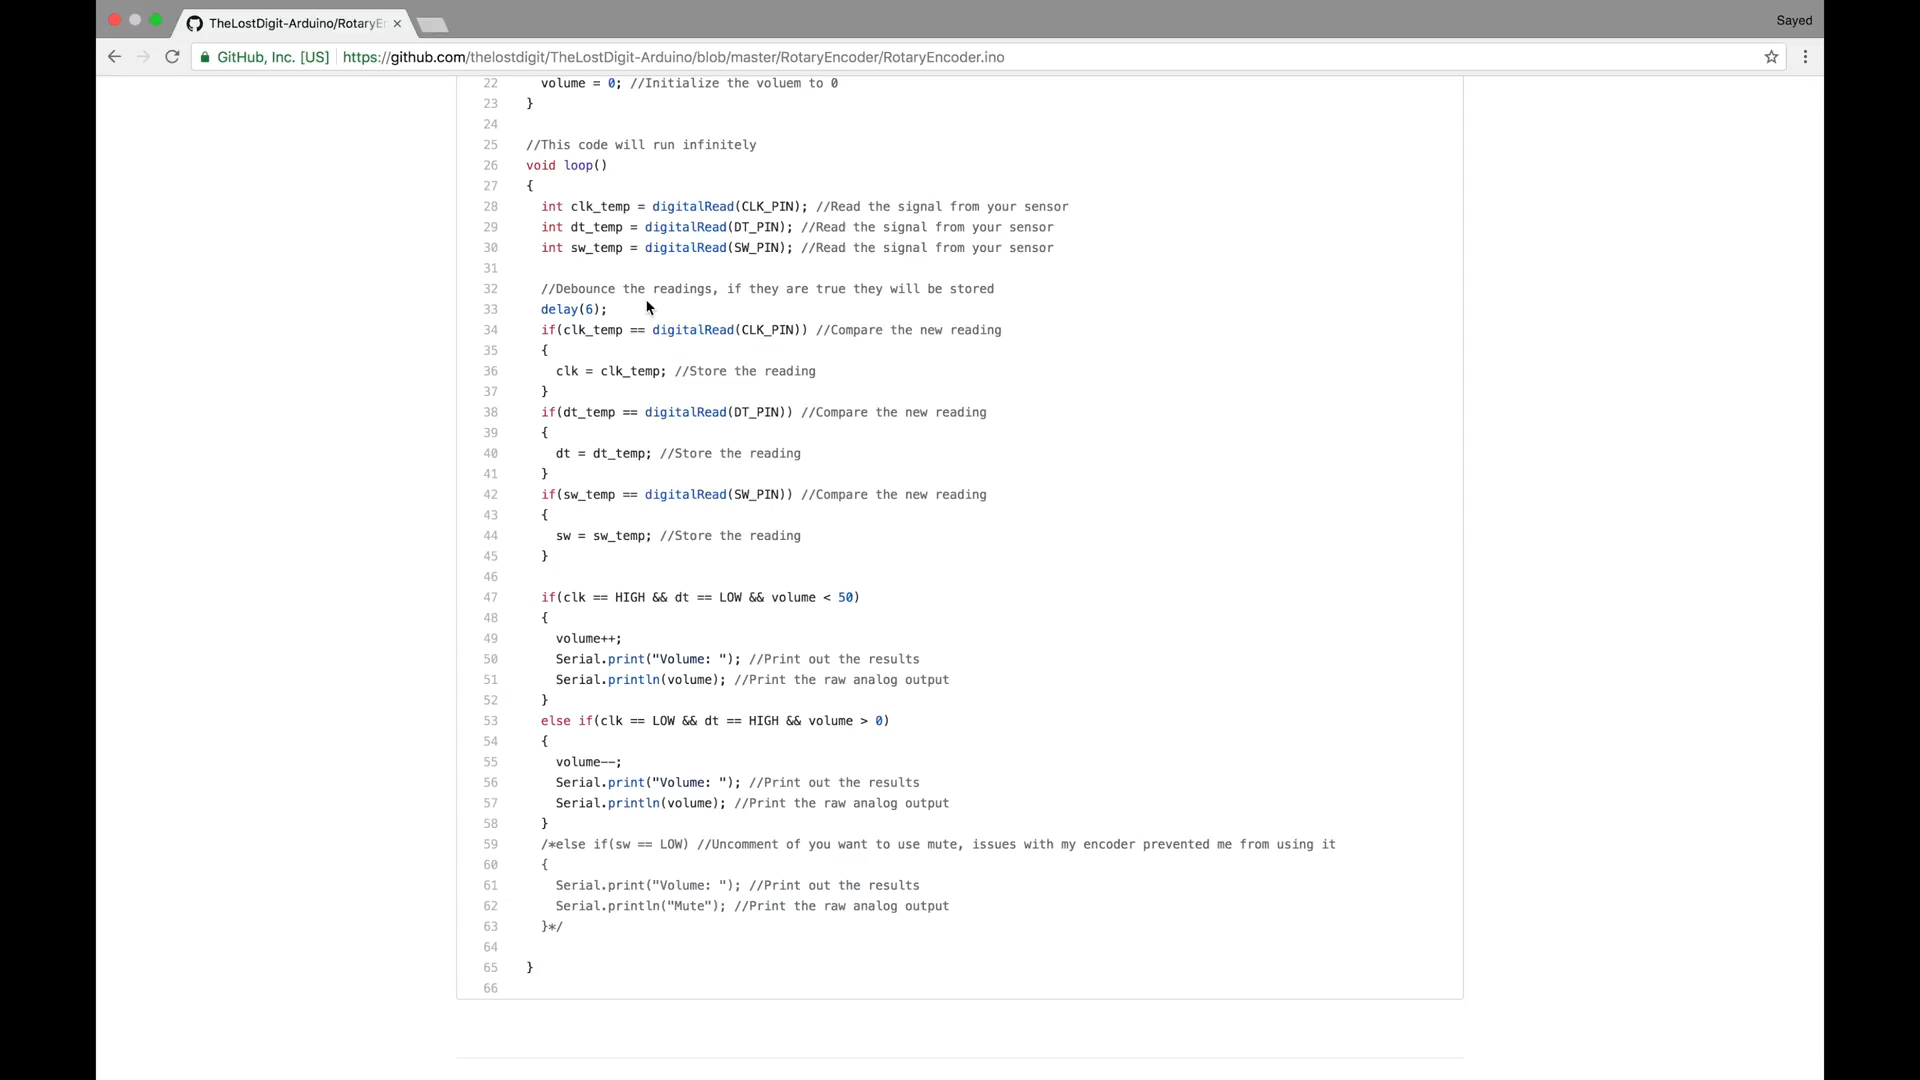 TheLostDigit-Arduino/RotaryE
Sayed
GitHub, Inc. [US] https://github.com/thelostdigit/TheLostDigit-Arduino/blob/master/RotaryEncoder/RotaryEncoder.ino
22 volume = 0; //Initialize the voluem to 0
23 }
24
25 //This code will run infinitely
26 void loop()
27 {
28 int clk_temp = digitalRead(CLK_PIN); //Read the signal from your sensor
29 int dt_temp = digitalRead(DT_PIN); //Read the signal from your sensor
30 int sw_temp = digitalRead(SW_PIN); //Read the signal from your sensor
31
32 //Debounce the readings, if they are true they will be stored
33 delay(6);
34 if(clk_temp == digitalRead(CLK_PIN)) //Compare the new reading
35 {
36 clk = clk_temp; //Store the reading
37 }
38 if(dt_temp == digitalRead(DT_PIN)) //Compare the new reading
39 {
40 dt = dt_temp; //Store the reading
41 }
42 if(sw_temp == digitalRead(SW_PIN)) //Compare the new reading
43 {
44 sw = sw_temp; //Store the reading
45 }
46
47 if(clk == HIGH && dt == LOW && volume < 50)
48 {
49 volume++;
50 Serial.print("Volume: "); //Print out the results
51 Serial.println(volume); //Print the raw analog output
52 }
53 else if(clk == LOW && dt == HIGH && volume > 0)
54 {
55 volume--;
56 Serial.print("Volume: "); //Print out the results
57 Serial.println(volume); //Print the raw analog output
58 }
59 /*else if(sw == LOW) //Uncomment of you want to use mute, issues with my encoder prevented me from using it
60 {
61 Serial.print("Volume: "); //Print out the results
62 Serial.println("Mute"); //Print the raw analog output
63 }*/
64
65 }
66